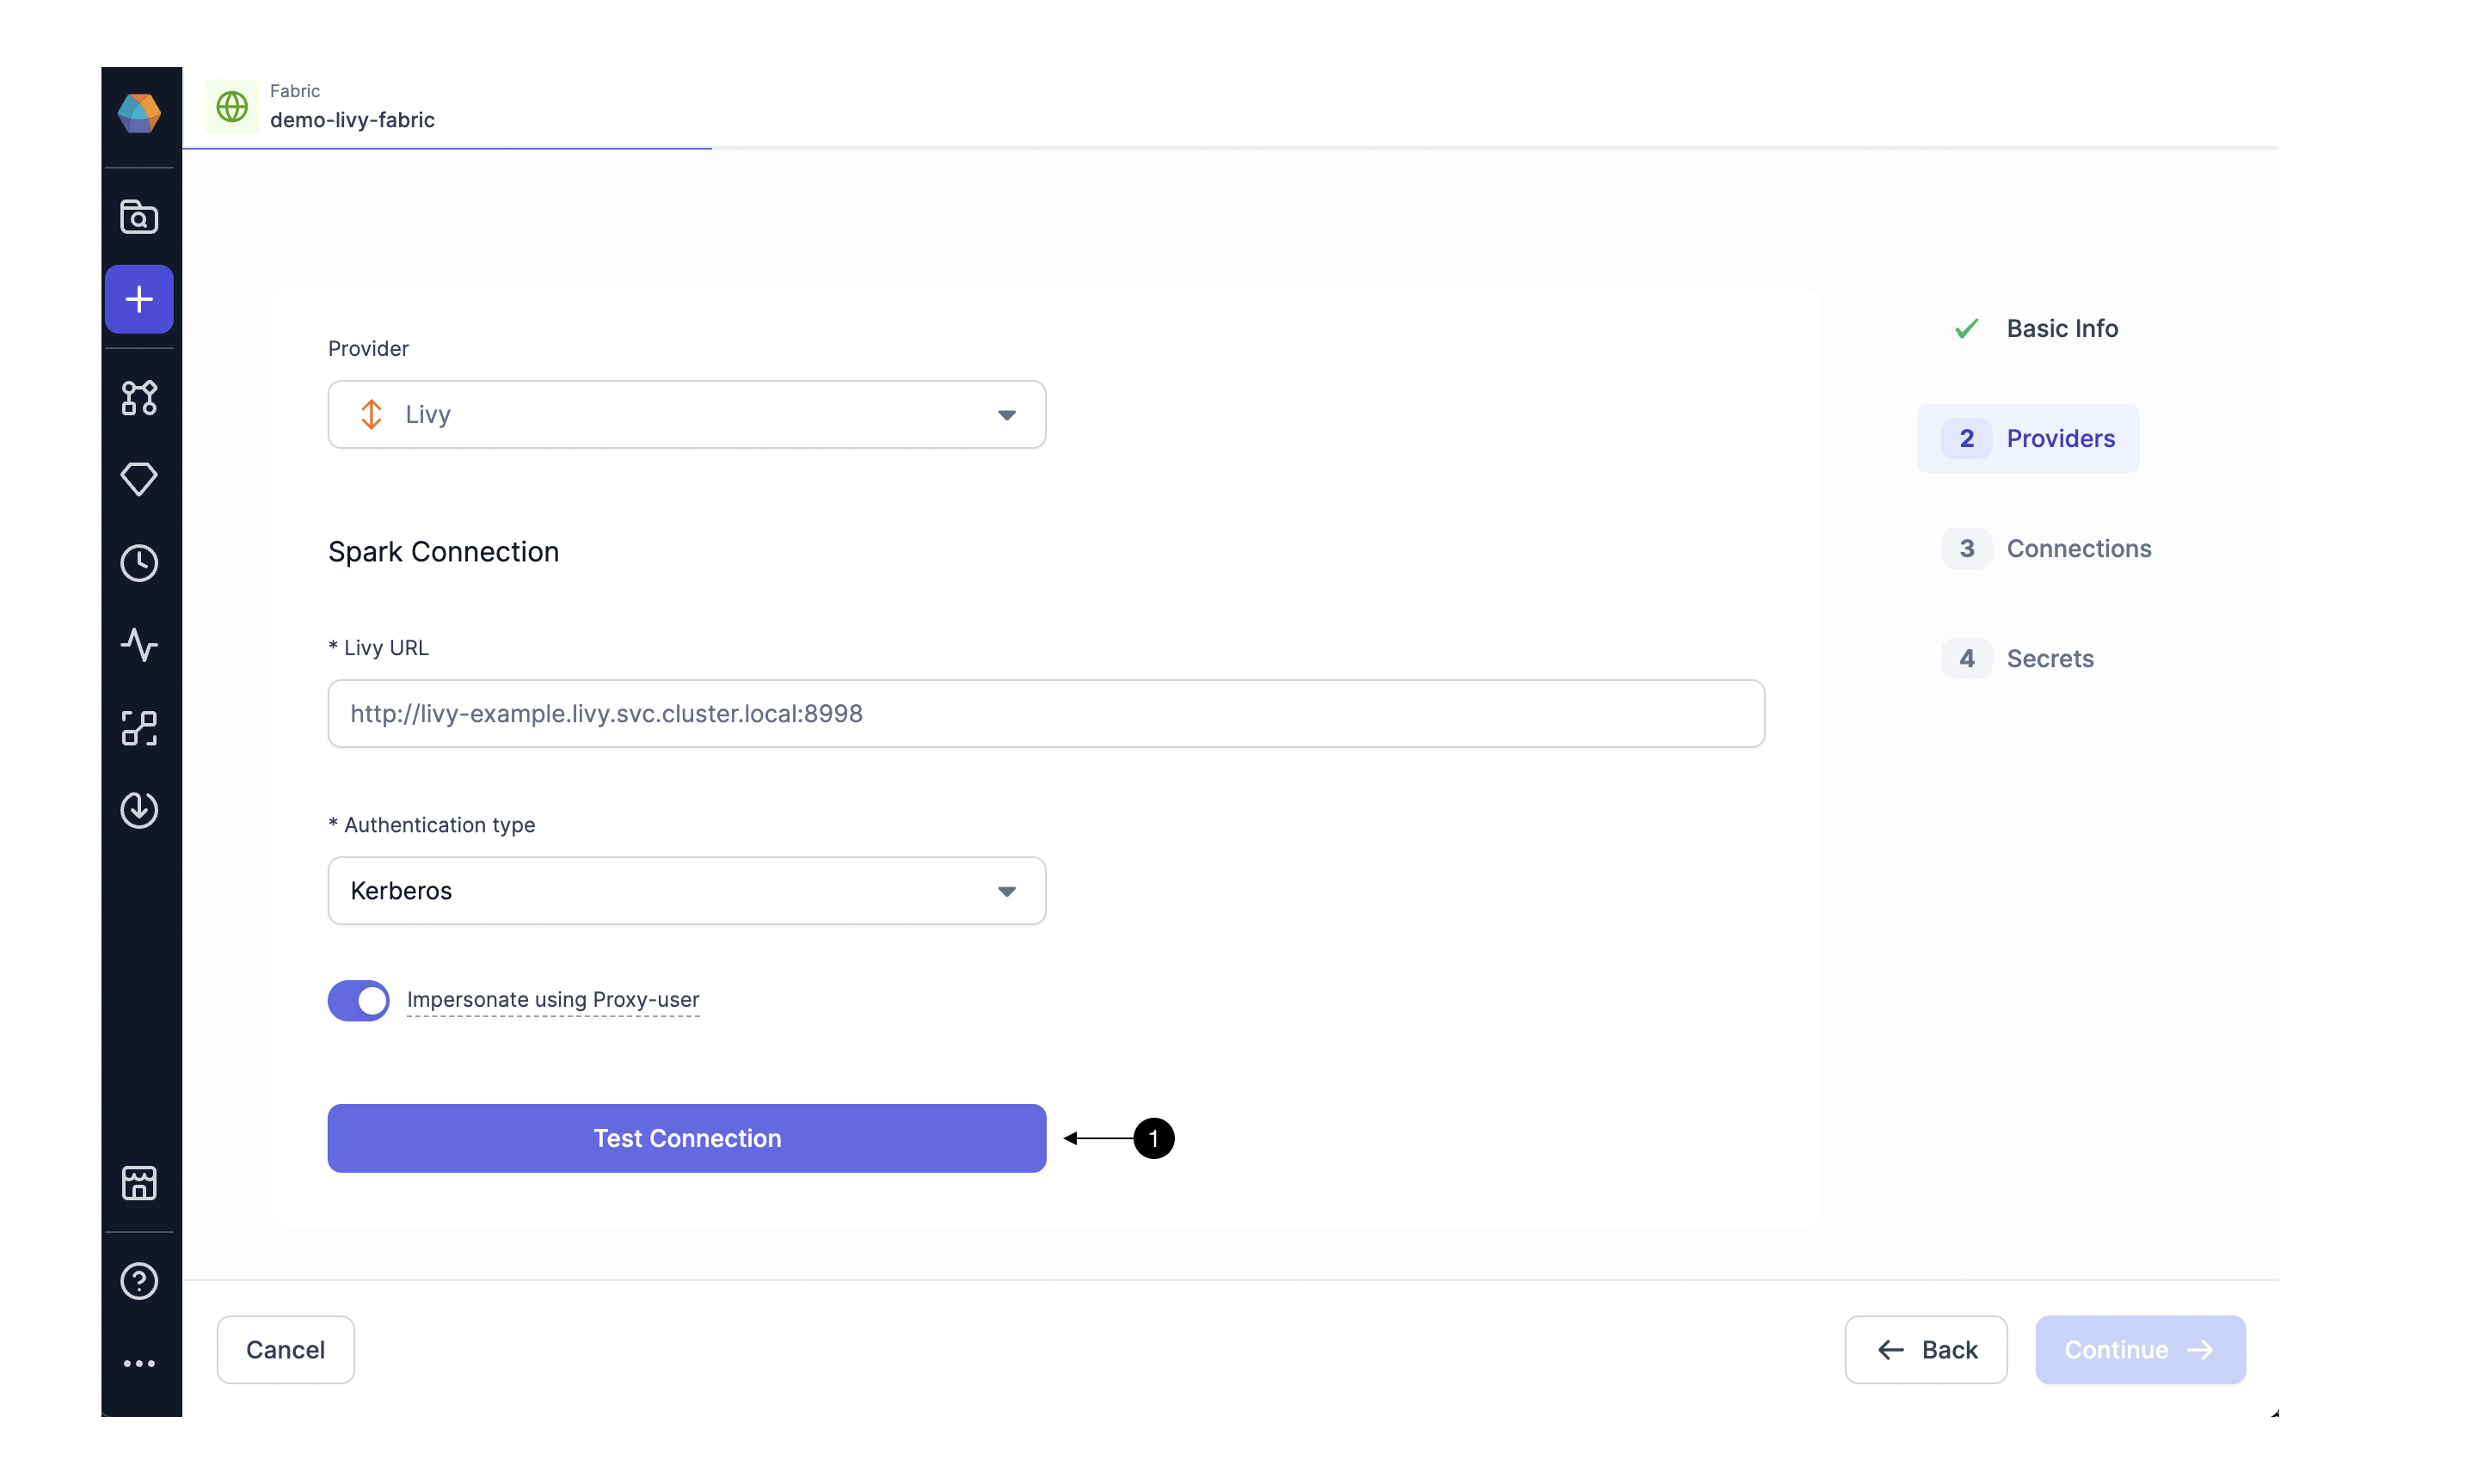 Fabric
demo-livy-fabric
Provider
Livy
Spark Connection
* Livy URL
http://livy-example.livy.svc.cluster.local:8998
* Authentication type
Kerberos
Impersonate using Proxy-user
Test Connection
1
Basic Info
2 Providers
3 Connections
4 Secrets
Cancel
Back
Continue